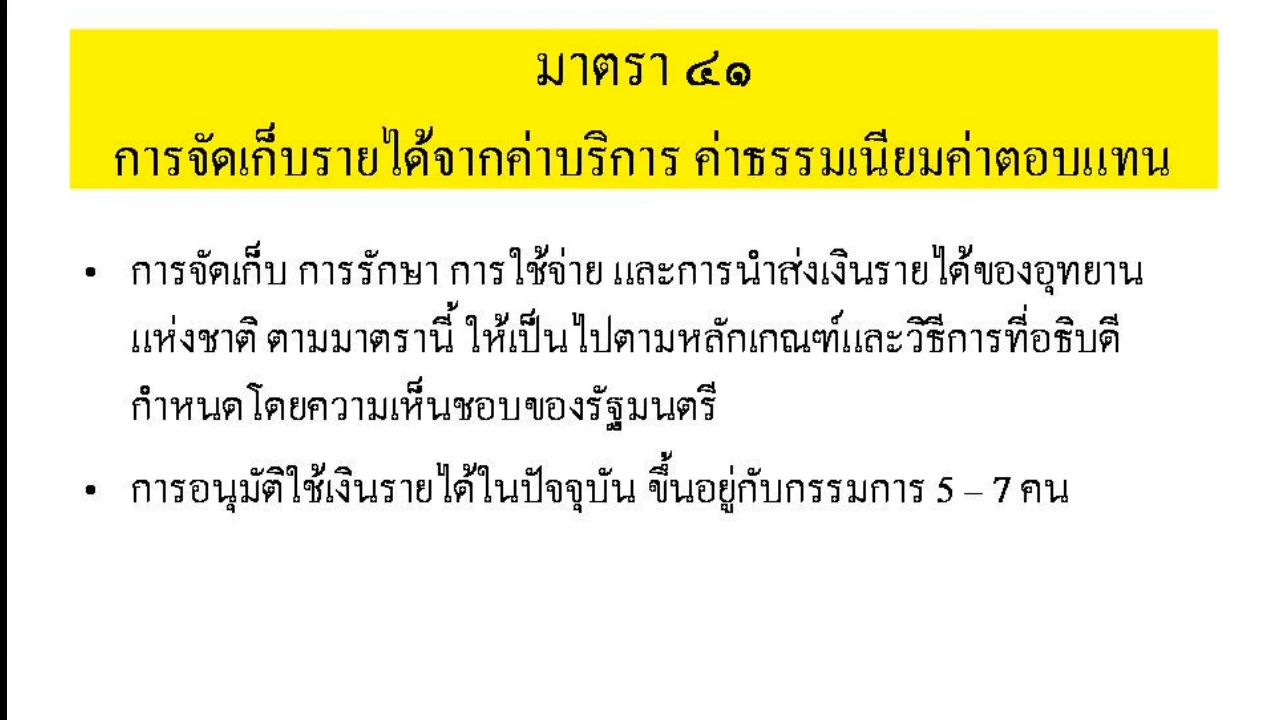 มาตรา ๔๑
การจัดเก็บรายได้จากค่าบริการ ค่าธรรมเนียมค่าตอบแทน
• การจัดเก็บ การรักษา การใช้จ่าย และการนำส่งเงินรายได้ของอุทยาน
แห่งชาติ ตามมาตรานี้ ให้เป็นไปตามหลักเกณฑ์และวิธีการที่อธิบดี
กำหนดโดยความเห็นชอบของรัฐมนตรี
• การอนุมัติใช้เงินรายได้ในปัจจุบัน ขึ้นอยู่กับกรรมการ 5 – 7 คน